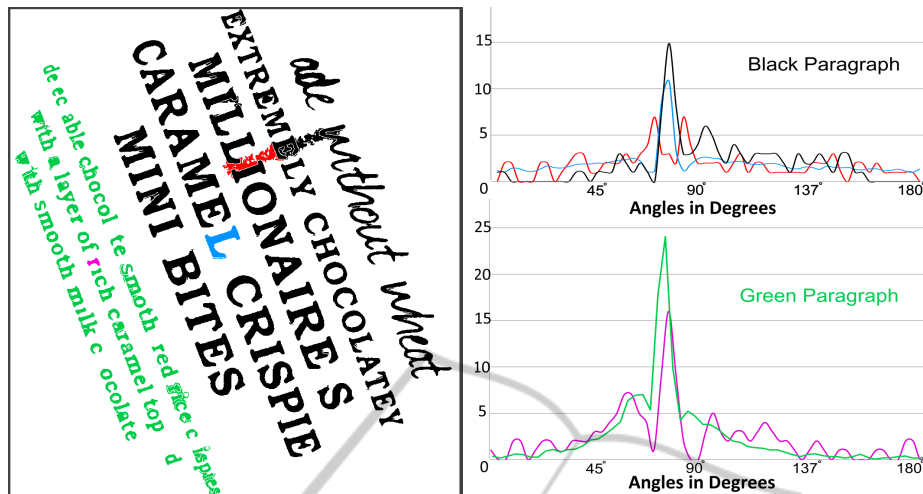 ade without wheat
EXTREMELY CHOCOLATEY
MILLIONAIRE S
CARAMEL CRISPIE
MINI BITES
de ec able chocol te smoth red rice c ispies
with a layer of rich caramel top d
with smooth milk c ocolate
15
10
5
0
45°
90°
137°
180°
Black Paragraph
Angles in Degrees
25
20
15
10
5
0
45°
90°
137°
180°
Green Paragraph
Angles in Degrees